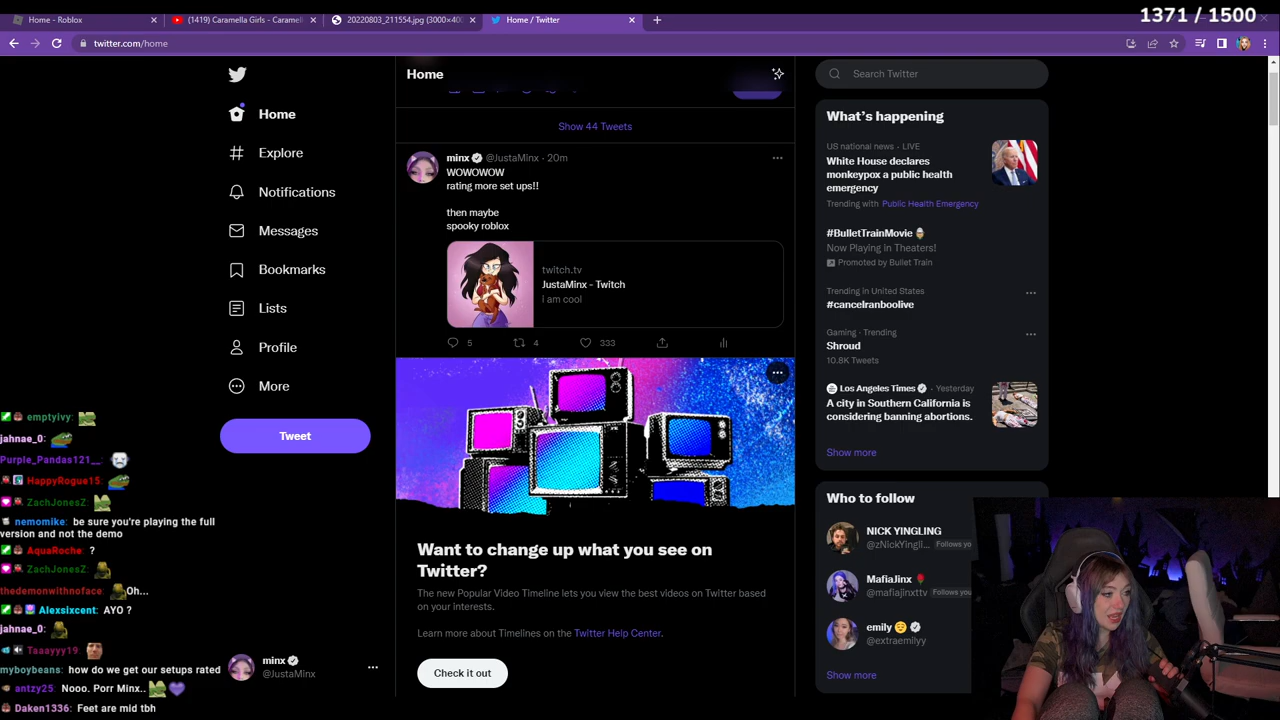 Home - Roblox
(1419) Caramella Girls - Caramel
20220803_211554.jpg (3000×400
Home / Twitter
1371 / 1500
twitter.com/home
Home
Explore
Notifications
Messages
Bookmarks
Lists
Profile
More
Tweet
minx
@JustaMinx
Home
Show 44 Tweets
minx @JustaMinx · 20m
WOWOWOW
rating more set ups!!
then maybe
spooky roblox
twitch.tv
JustaMinx - Twitch
i am cool
5 4 333
Want to change up what you see on
Twitter?
The new Popular Video Timeline lets you view the best videos on Twitter based
on your interests.
Learn more about Timelines on the Twitter Help Center.
Check it out
Search Twitter
What's happening
US national news · LIVE
White House declares
monkeypox a public health
emergency
Trending with Public Health Emergency
#BulletTrainMovie
Now Playing in Theaters!
Promoted by Bullet Train
Trending in United States
#cancelranboolive
Gaming · Trending
Shroud
10.8K Tweets
Los Angeles Times · Yesterday
A city in Southern California is
considering banning abortions.
Show more
Who to follow
NICK YINGLING
@zNickYingli... Follows yo
MafiaJinx
@mafiajinxttv Follows you
emily
@extraemilyy
Show more
emptyivy:
jahnae_0:
Purple_Pandas121__:
HappyRogue15:
ZachJonesZ:
nemomike: be sure you're playing the full
version and not the demo
AquaRoche ?
ZachJonesZ:
thedemonwithnoface: Oh...
Alexsixcent: AYO ?
jahnae_0:
Taaayyy19:
myboybeans: how do we get our setups rated
antzy25: Nooo. Porr Minx..
Daken1336: Feet are mid tbh